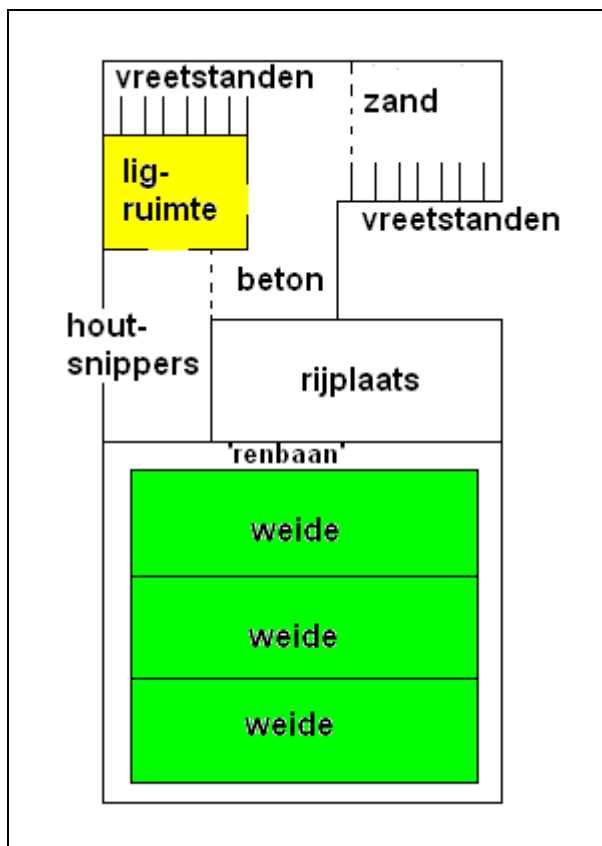 vreetstanden
zand
lig-
ruimte
vreetstanden
beton
hout-
snippers
rijplaats
'renbaan'
weide
weide
weide